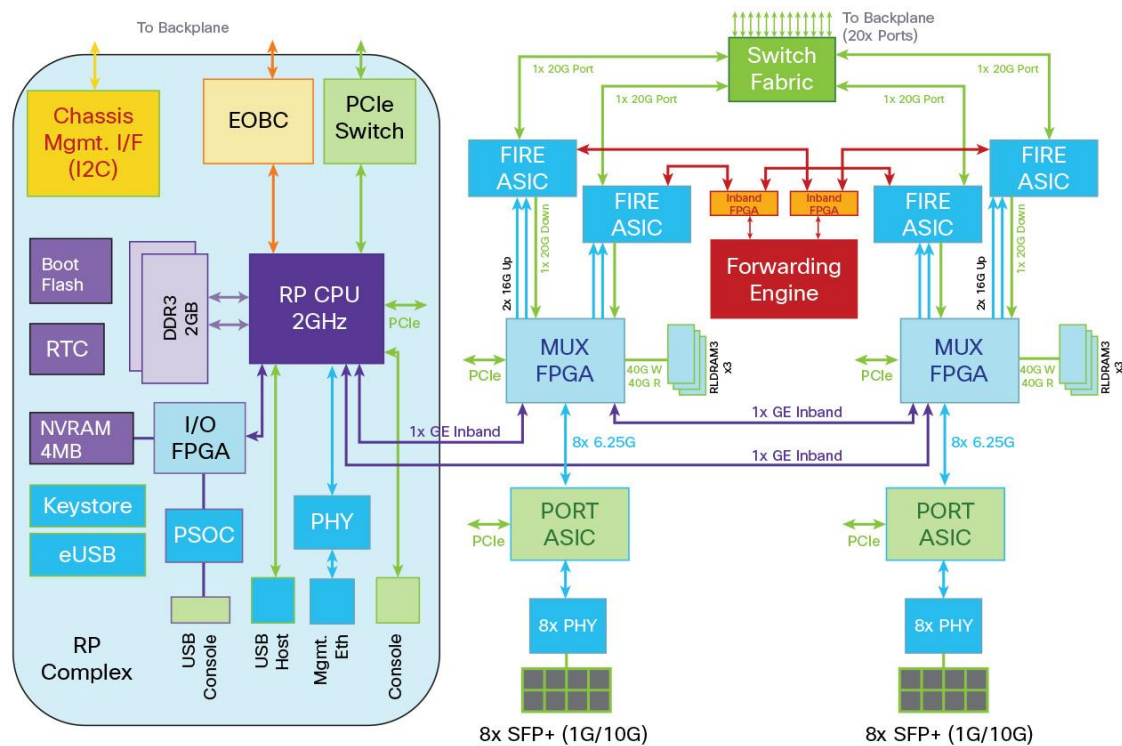 To Backplane
To Backplane
(20x Ports)
Chassis
Mgmt. I/F
(I2C)
EOBC
PCIe
Switch
Switch
Fabric
1x 20G Port
1x 20G Port
1x 20G Port
1x 20G Port
FIRE
ASIC
FIRE
ASIC
Inband
FPGA
Inband
FPGA
FIRE
ASIC
FIRE
ASIC
Forwarding
Engine
2x 16G Up
1x 20G Down
2x 16G Up
1x 20G Down
Boot
Flash
RTC
DDR3
2GB
RP CPU
2GHz
PCIe
NVRAM
4MB
I/O
FPGA
Keystore
eUSB
PSOC
PHY
USB
Console
USB
Host
Mgmt.
Eth
Console
RP
Complex
PCIe
MUX
FPGA
40G W
40G R
RLDRAM3
x3
PCIe
MUX
FPGA
40G W
40G R
RLDRAM3
x3
1x GE Inband
1x GE Inband
1x GE Inband
8x 6.25G
8x 6.25G
PCIe
PORT
ASIC
PCIe
PORT
ASIC
8x PHY
8x PHY
8x SFP+ (1G/10G)
8x SFP+ (1G/10G)